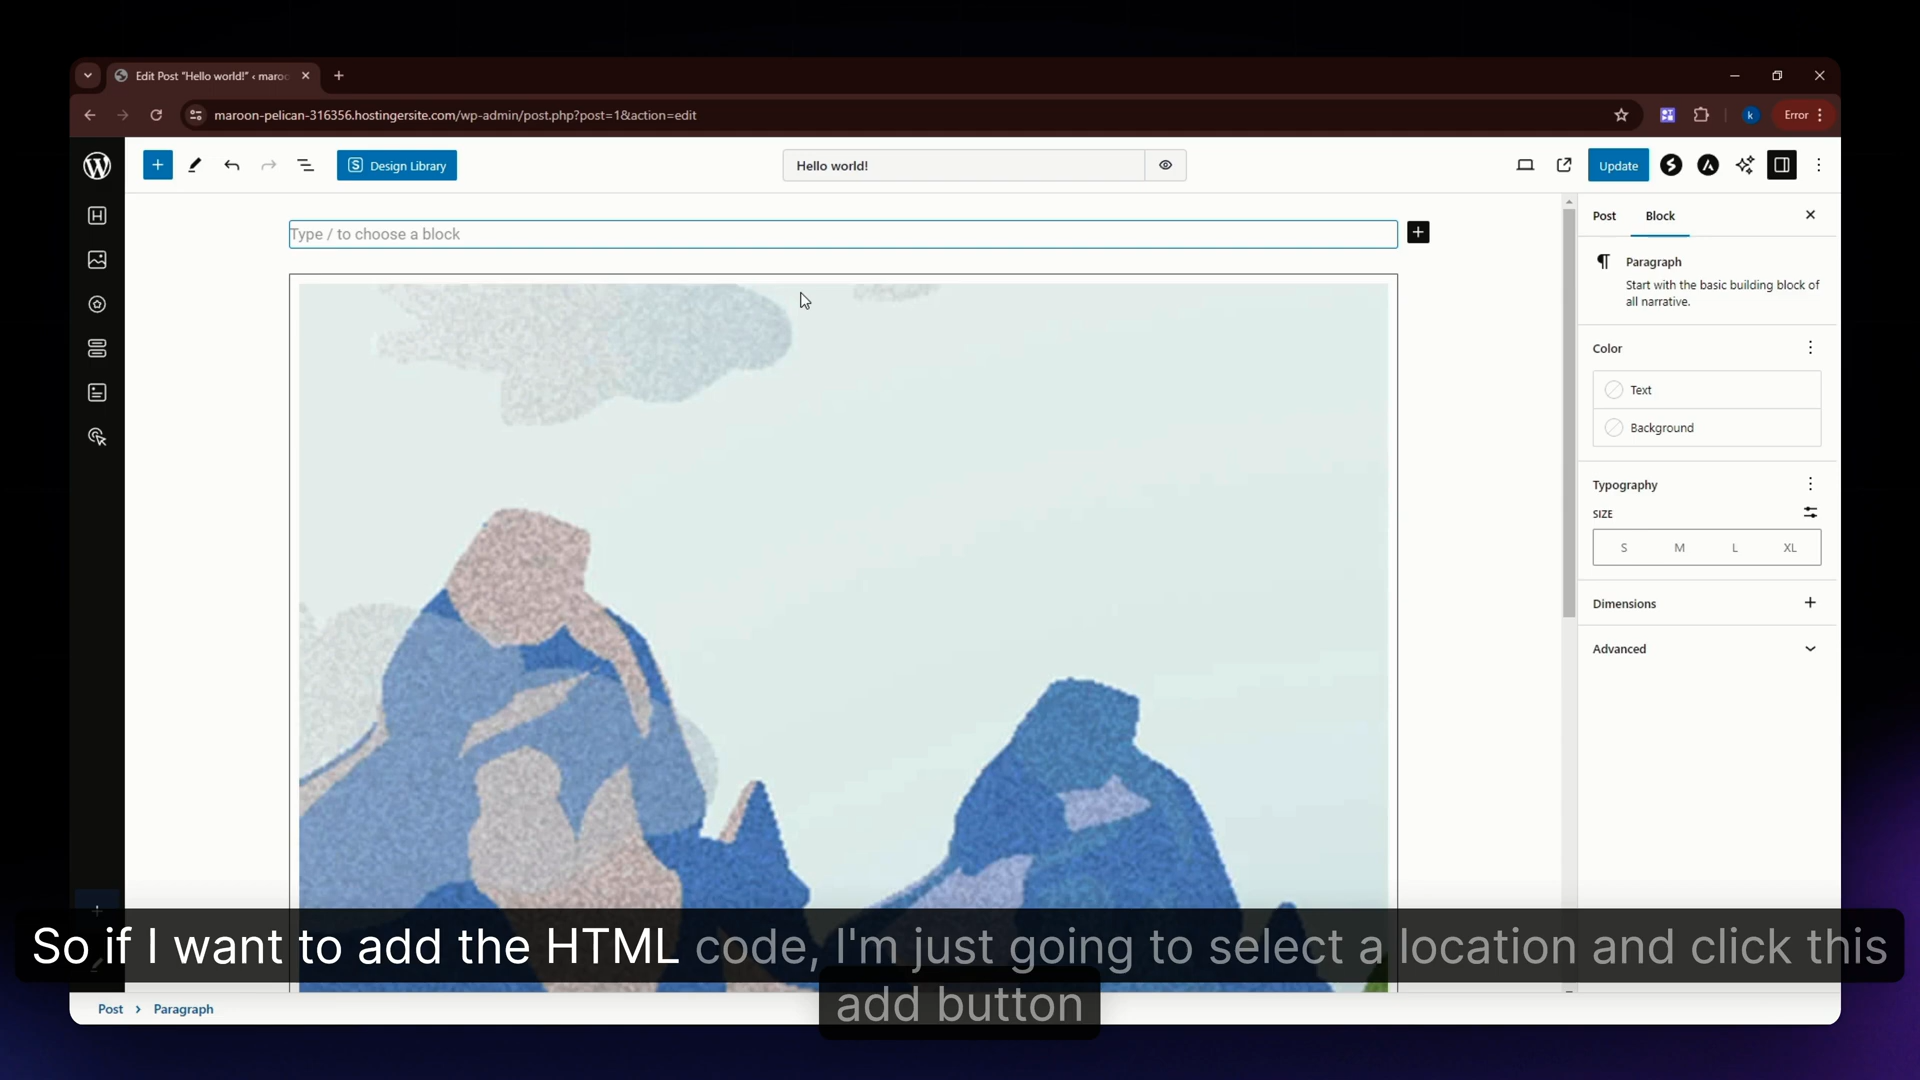 Edit Post "Hello world!" ‹ maroc
maroon-pelican-316356.hostingersite.com/wp-admin/post.php?post=1&action=edit
k
Error
Design Library
Hello world!
Update
Type / to choose a block
Post
Block
Paragraph
Start with the basic building block of
all narrative.
Color
Text
Background
Typography
SIZE
S
M
L
XL
Dimensions
Advanced
So if I want to add the HTML code, I'm just going to select a location and click this
add button
Post
Paragraph